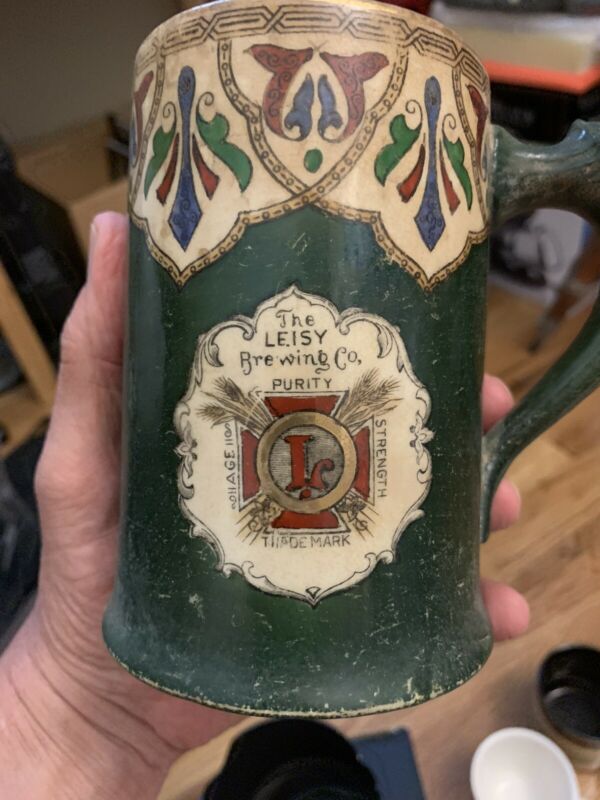 The
LEISY
Brewing Co,
PURITY
AGE
STRENGTH
L
TRADE MARK